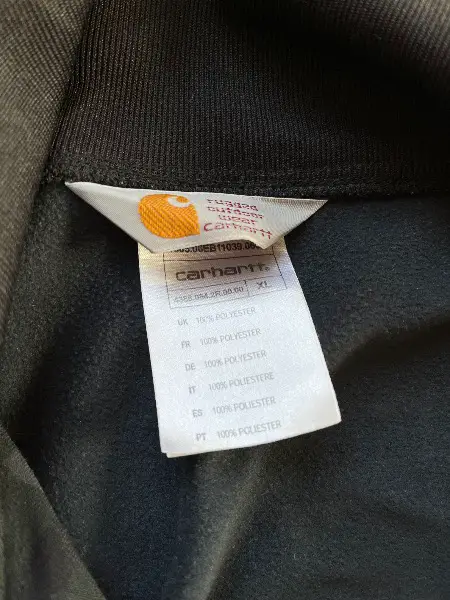 rugged
outdoor
wear
carhartt
carhartt
XL
UK 100% POLYESTER
FR 100% POLYESTER
DE 100% POLYESTER
IT 100% POLIESTERE
ES 100% POLIESTER
PT 100% POLIESTER